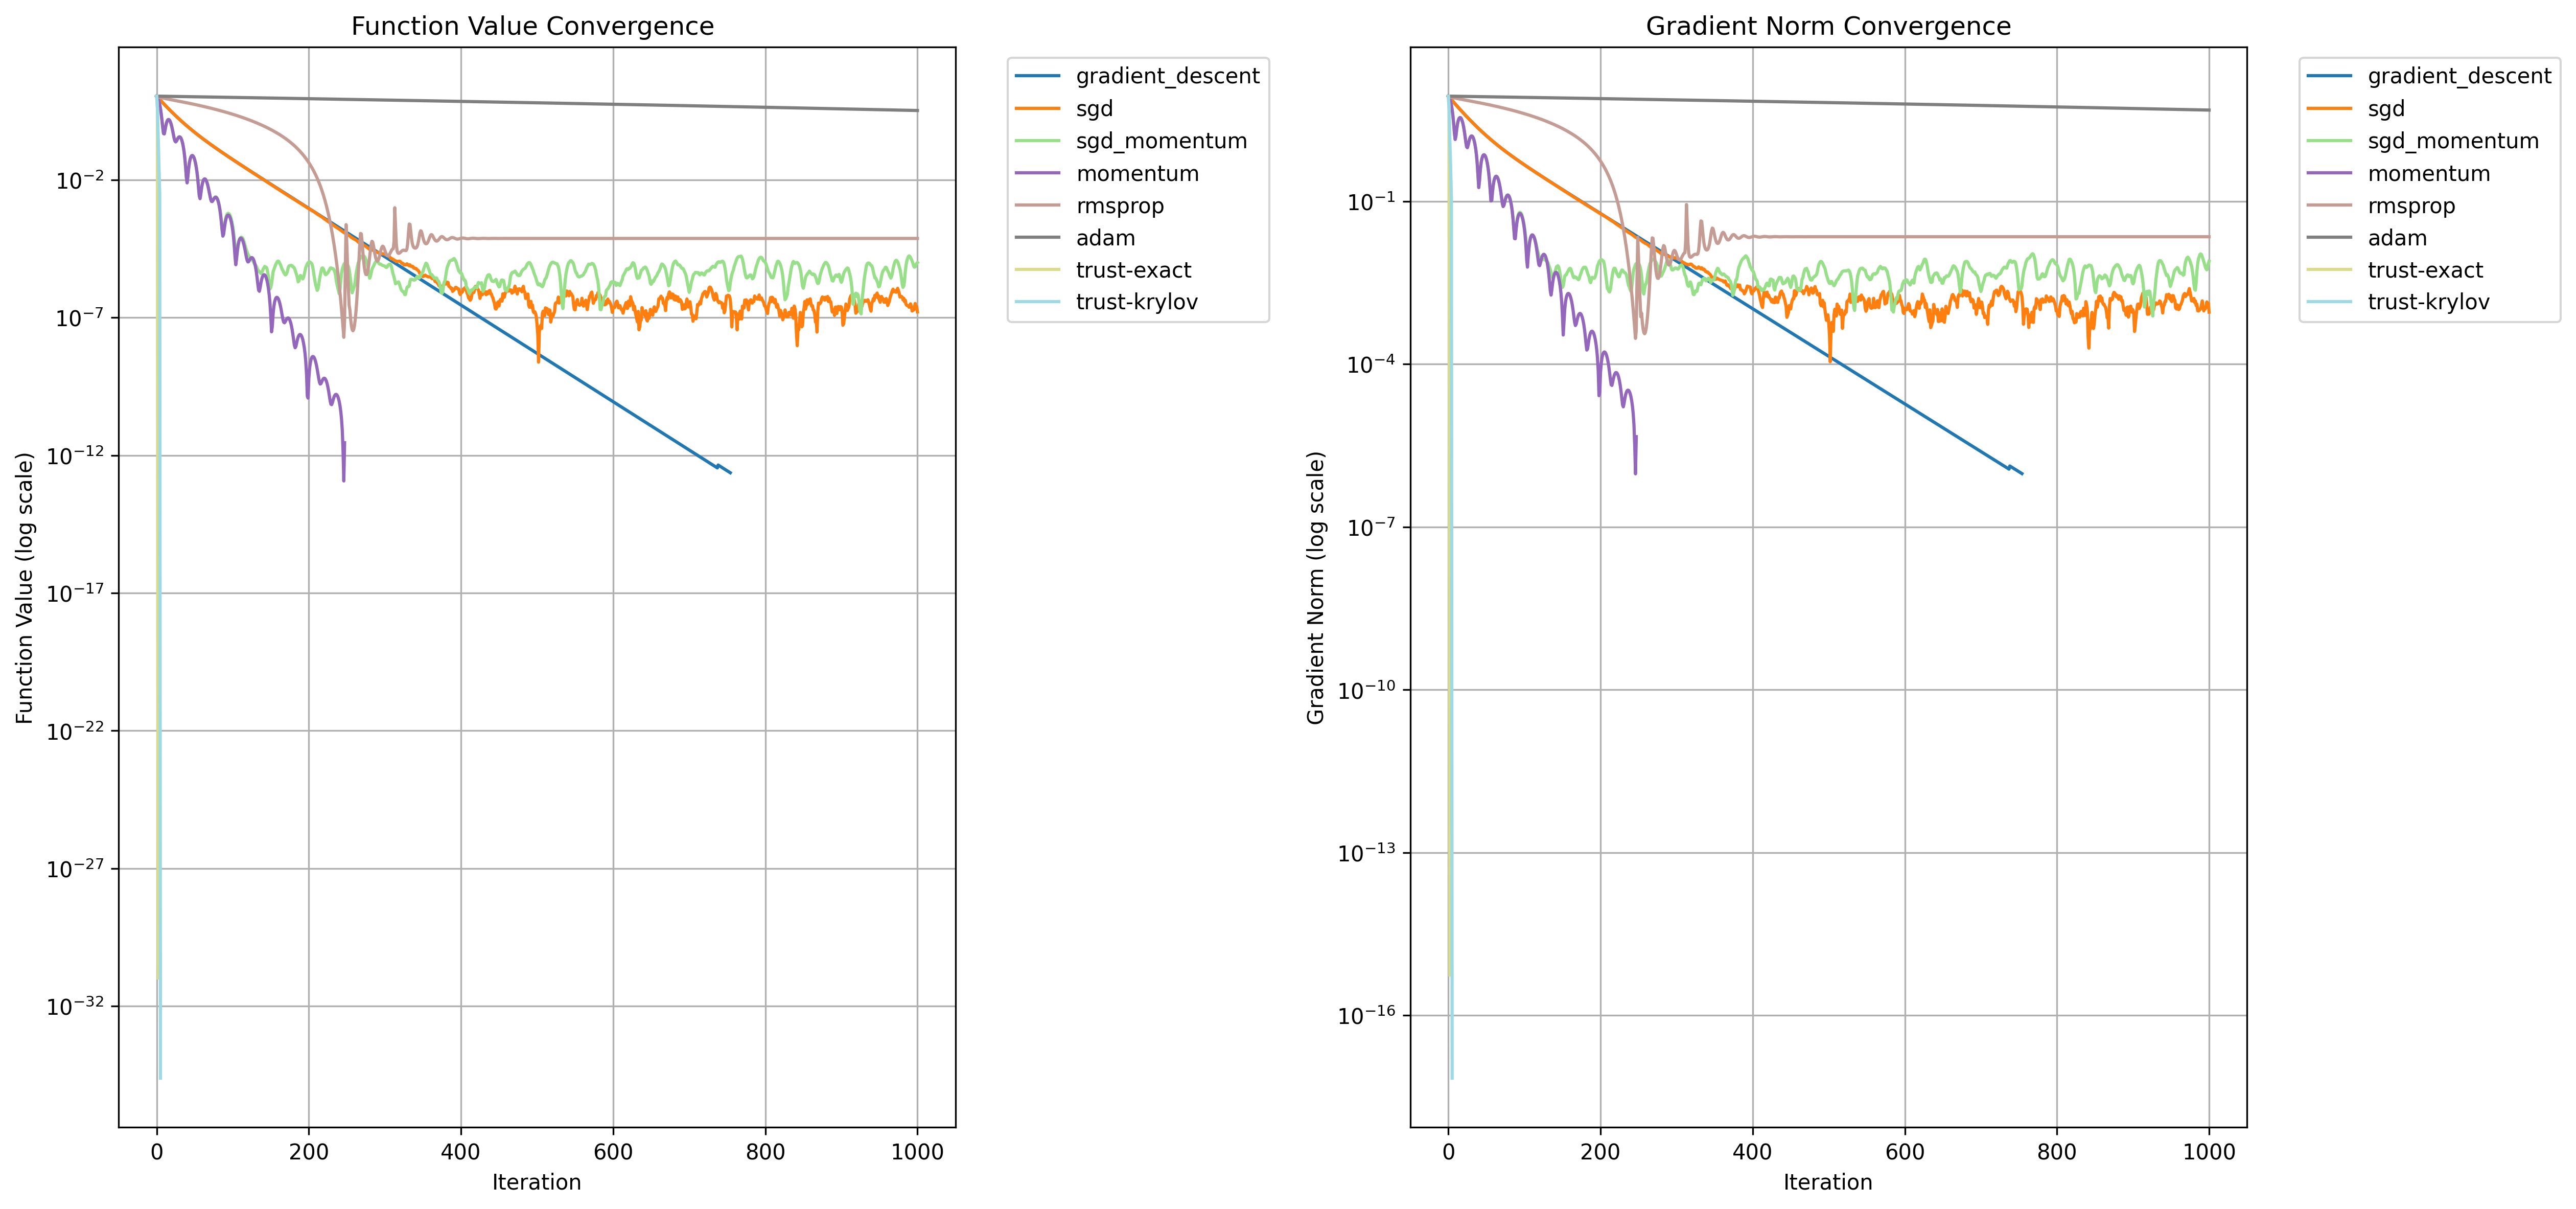 Function Value Convergence
Function Value (log scale)
10⁻²
10⁻⁷
10⁻¹²
10⁻¹⁷
10⁻²²
10⁻²⁷
10⁻³²
0 200 400 600 800 1000
Iteration
gradient_descent
sgd
sgd_momentum
momentum
rmsprop
adam
trust-exact
trust-krylov
Gradient Norm Convergence
Gradient Norm (log scale)
10⁻¹
10⁻⁴
10⁻⁷
10⁻¹⁰
10⁻¹³
10⁻¹⁶
0 200 400 600 800 1000
Iteration
gradient_descent
sgd
sgd_momentum
momentum
rmsprop
adam
trust-exact
trust-krylov